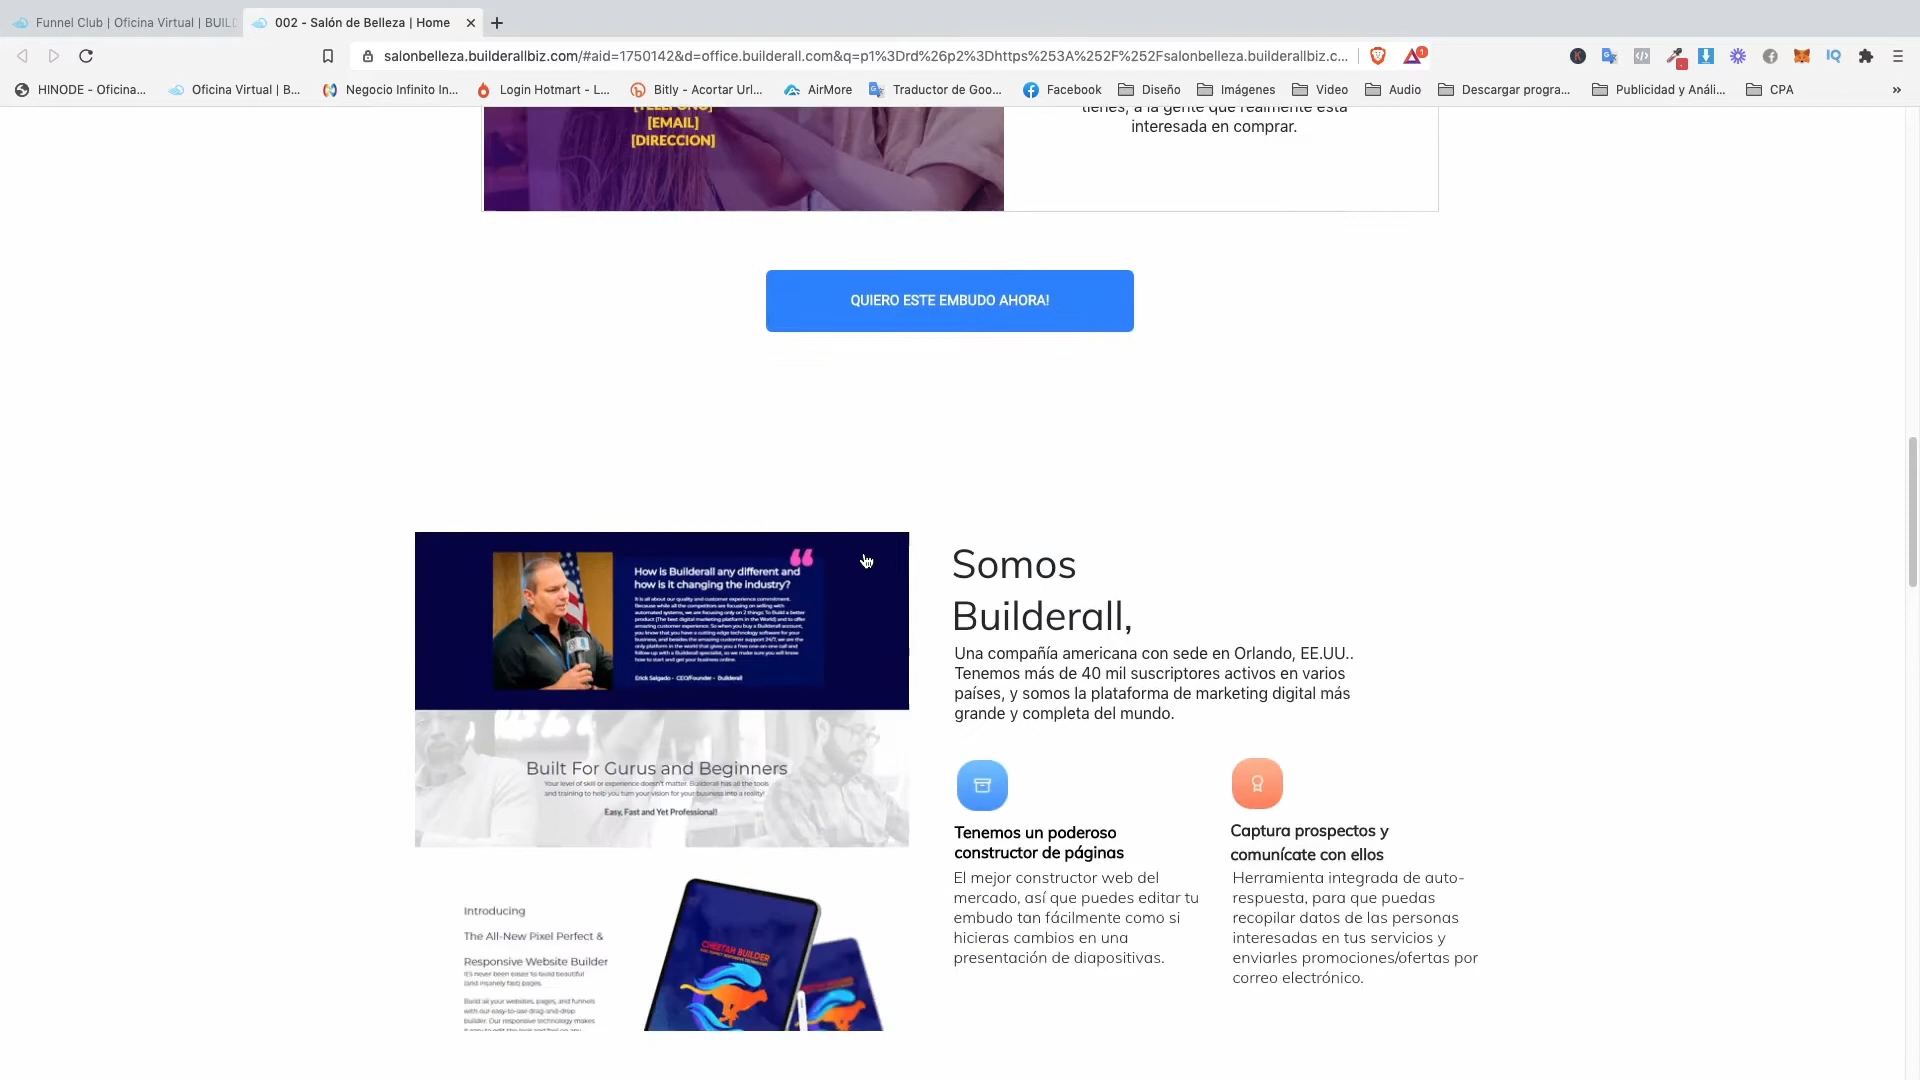 Funnel Club | Oficina Virtual | BUILD
002 - Salón de Belleza | Home
salonbelleza.builderallbiz.com/#aid=1750142&d=office.builderall.com&q=p1%3Drd%26p2%3Dhttps%253A%252F%252Fsalonbelleza.builderallbiz.c...
1
HINODE - Oficina...
Oficina Virtual | B...
Negocio Infinito In...
Login Hotmart - L...
Bitly - Acortar Url...
AirMore
Traductor de Goo...
Facebook
Diseño
Imágenes
Video
Audio
Descargar progra...
Publicidad y Análi...
CPA
[TELEFONO]
[EMAIL]
[DIRECCION]
tienes, a la gente que realmente está
interesada en comprar.
QUIERO ESTE EMBUDO AHORA!
How is Builderall any different and
how is it changing the industry?
It is all about our quality and customer experience commitment.
Because while all the competitors are focusing on selling with
automated systems, we are focusing only on 2 things: To Build a better
product (The best digital marketing platform in the World) and to offer
amazing customer experience. So when you buy a Builderall account,
you know that you have a cutting edge technology software for your
business, and besides the amazing customer support 24/7, we are the
only platform in the world that gives you a free one-on-one call and
follow up with a Builderall specialist, so we make sure you will know
how to start and get your business online.
Erick Salgado - CEO/Founder - Builderall
Built For Gurus and Beginners
Your level of skill or experience doesn't matter. Builderall has all the tools
and training to help you turn your vision for your business into a reality!
Easy, Fast and Yet Professional!
Introducing
The All-New Pixel Perfect &
Responsive Website Builder
It's never been easier to build beautiful
(and insanely fast) pages.
Build all your websites, pages, and funnels
with our easy-to-use drag-and-drop
builder. Our responsive technology makes
CHEETAH BUILDER
Somos
Builderall,
Una compañía americana con sede en Orlando, EE.UU..
Tenemos más de 40 mil suscriptores activos en varios
países, y somos la plataforma de marketing digital más
grande y completa del mundo.
Tenemos un poderoso
constructor de páginas
El mejor constructor web del
mercado, así que puedes editar tu
embudo tan fácilmente como si
hicieras cambios en una
presentación de diapositivas.
Captura prospectos y
comunícate con ellos
Herramienta integrada de auto-
respuesta, para que puedas
recopilar datos de las personas
interesadas en tus servicios y
enviarles promociones/ofertas por
correo electrónico.